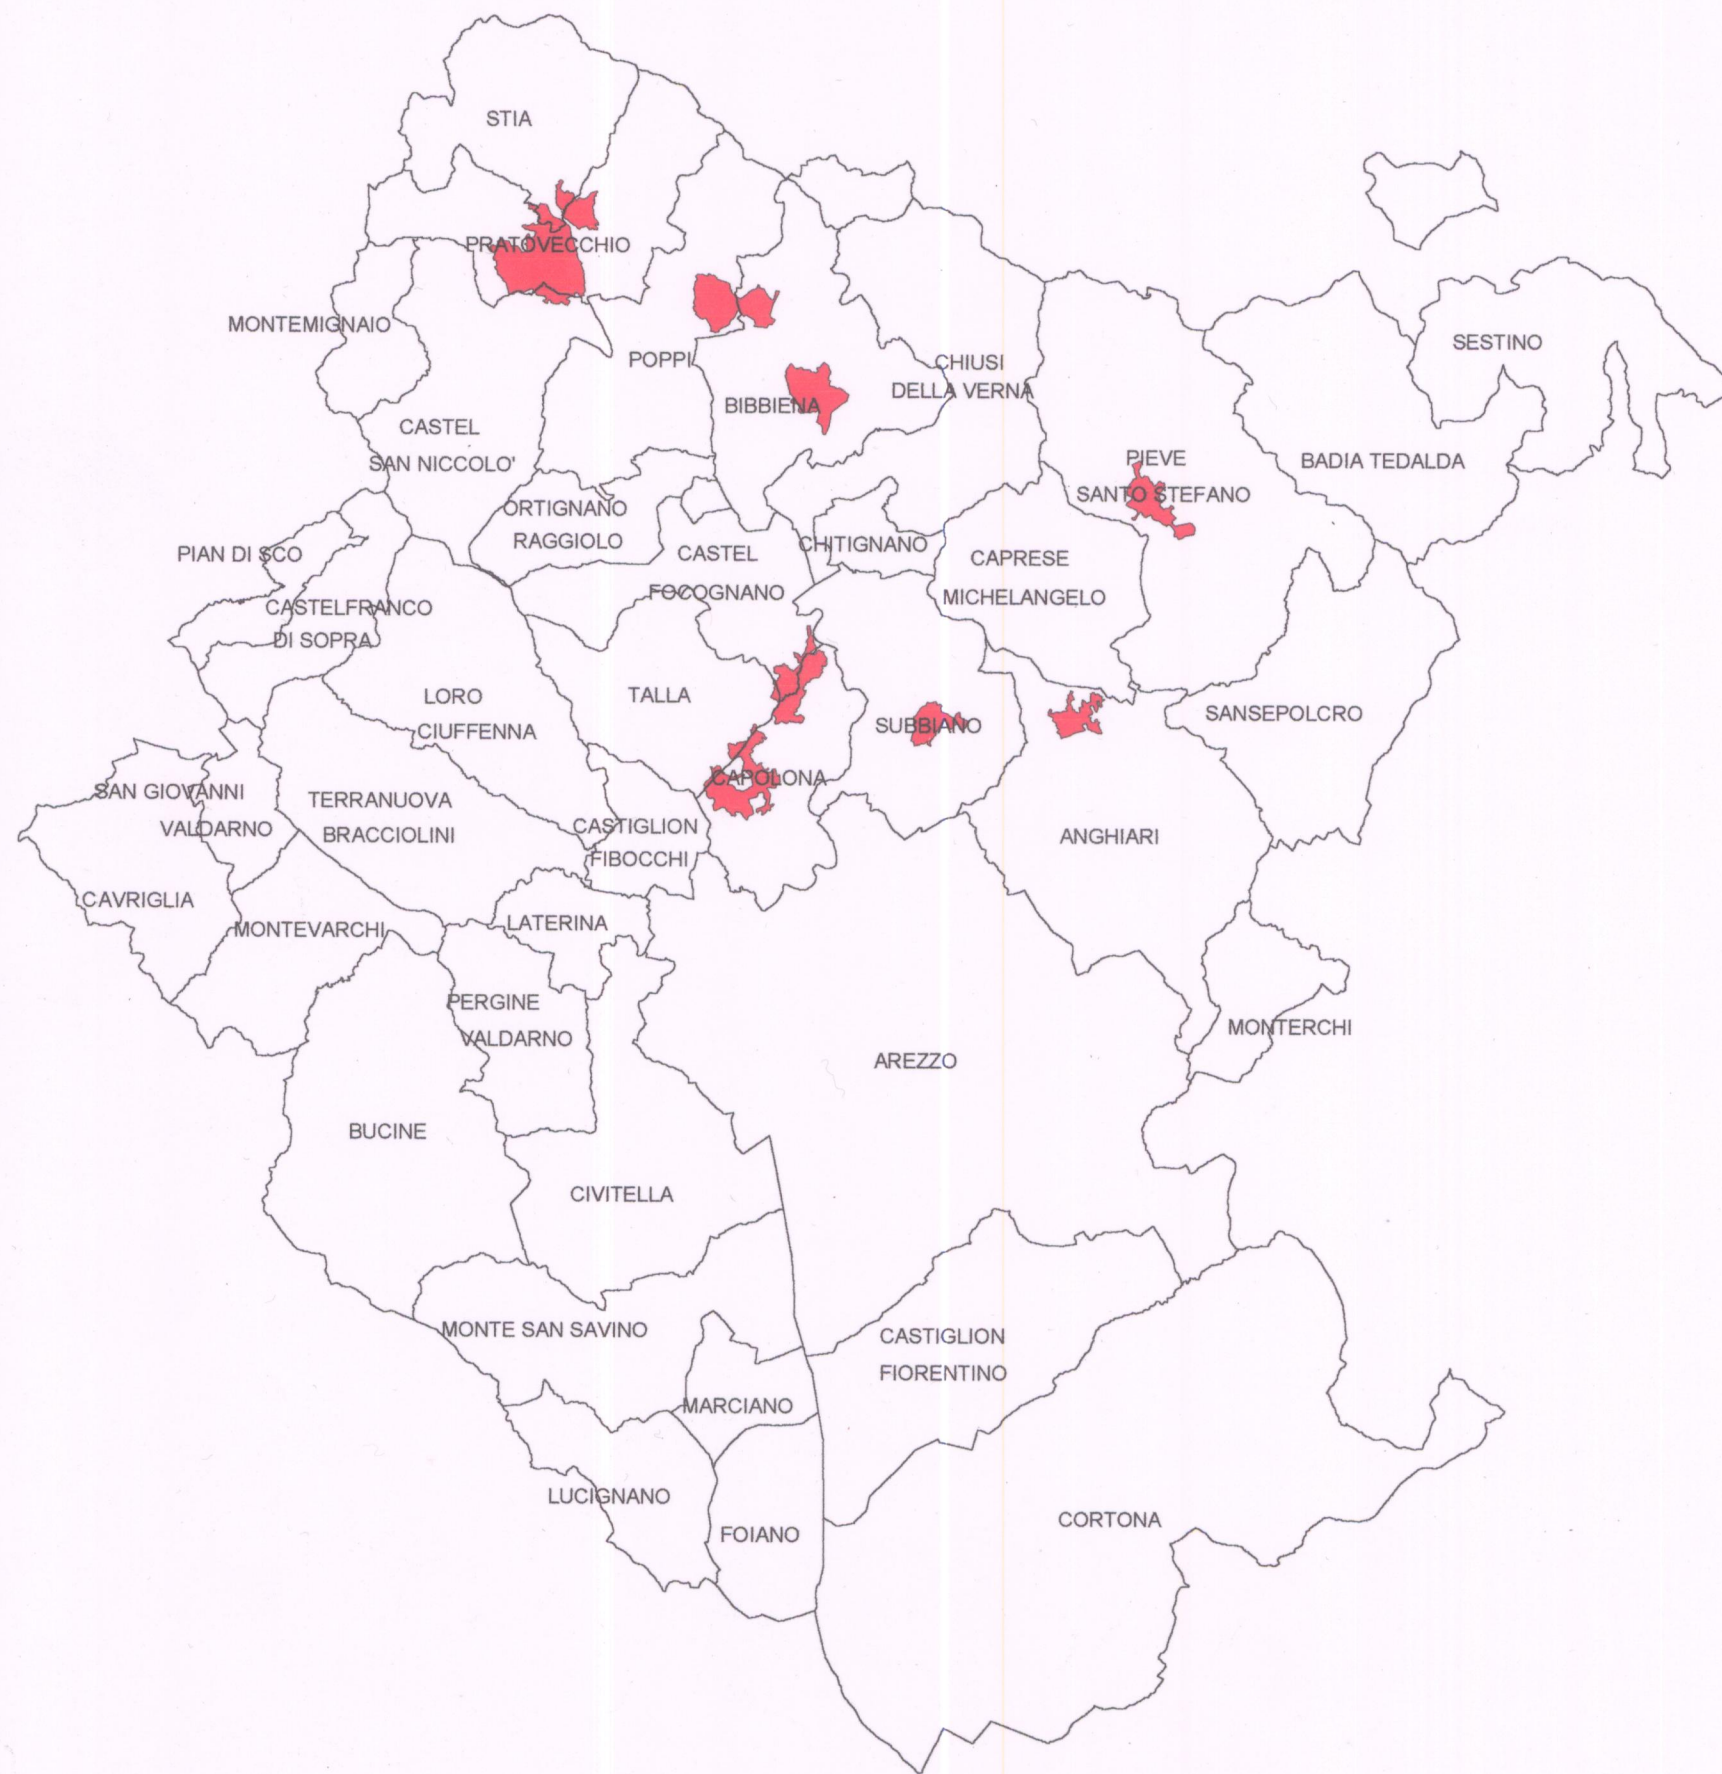 STIA
PRATOVECCHIO
MONTEMIGNAIO
SESTINO
POPPI
CHIUSI
DELLA VERNA
BIBBIENA
CASTEL
SAN NICCOLO'
PIEVE
SANTO STEFANO
BADIA TEDALDA
ORTIGNANO
RAGGIOLO
PIAN DI SCO
CASTEL
FOCOGNANO
CHITIGNANO
CAPRESE
MICHELANGELO
CASTELFRANCO
DI SOPRA
LORO
CIUFFENNA
TALLA
SUBBIANO
SANSEPOLCRO
CAPOLONA
SAN GIOVANNI
VALDARNO
TERRANUOVA
BRACCIOLINI
CASTIGLION
FIBOCCHI
ANGHIARI
CAVRIGLIA
MONTEVARCHI
LATERINA
PERGINE
VALDARNO
MONTERCHI
AREZZO
BUCINE
CIVITELLA
MONTE SAN SAVINO
CASTIGLION
FIORENTINO
MARCIANO
LUCIGNANO
FOIANO
CORTONA